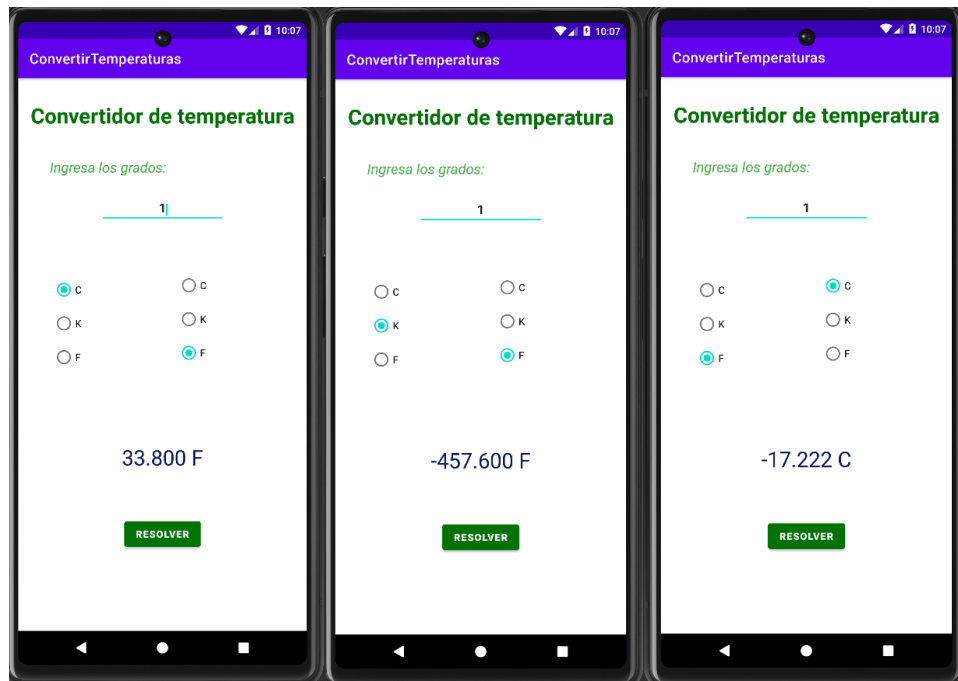 10:07
ConvertirTemperaturas
Convertidor de temperatura
Ingresa los grados:
1
C C
K K
F F
33.800 F
RESOLVER
10:07
ConvertirTemperaturas
Convertidor de temperatura
Ingresa los grados:
1
C C
K K
F F
-457.600 F
RESOLVER
10:07
ConvertirTemperaturas
Convertidor de temperatura
Ingresa los grados:
1
C C
K K
F F
-17.222 C
RESOLVER